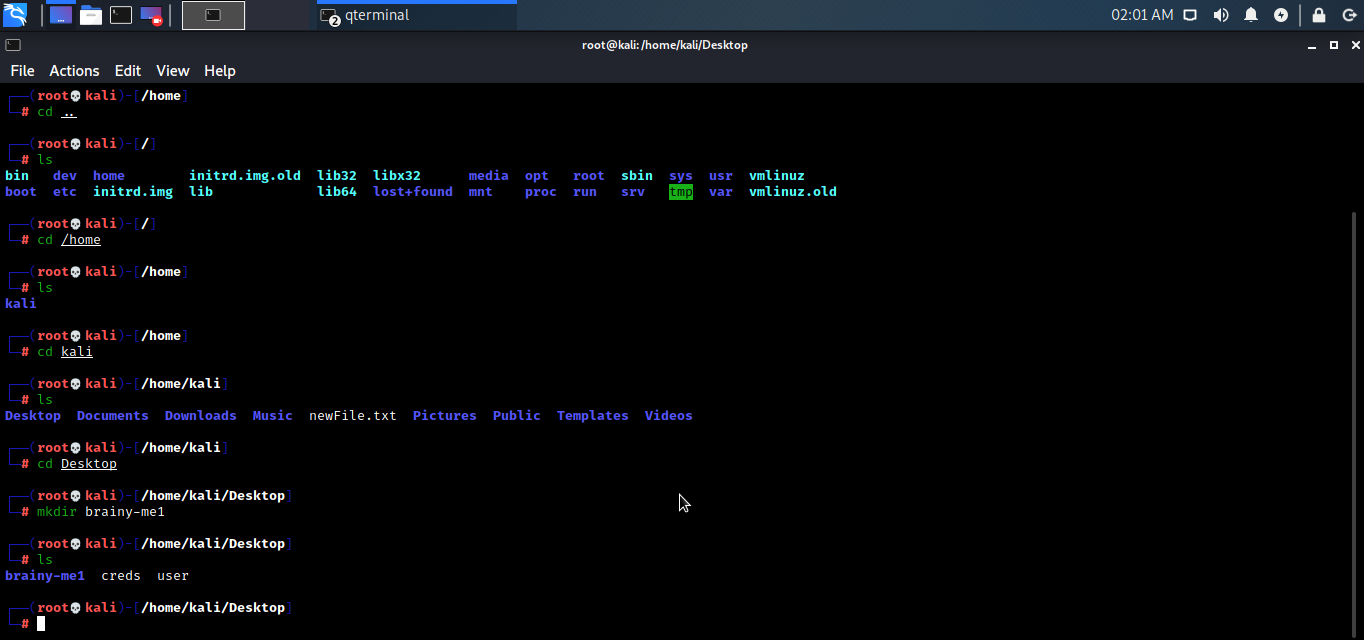 2 qterminal 02:01 AM
root@kali: /home/kali/Desktop
File Actions Edit View Help
┌──(root💀kali)-[/home]
└─# cd ..
┌──(root💀kali)-[/]
└─# ls
bin dev home initrd.img.old lib32 libx32 media opt root sbin sys usr vmlinuz
boot etc initrd.img lib lib64 lost+found mnt proc run srv tmp var vmlinuz.old
┌──(root💀kali)-[/]
└─# cd /home
┌──(root💀kali)-[/home]
└─# ls
kali
┌──(root💀kali)-[/home]
└─# cd kali
┌──(root💀kali)-[/home/kali]
└─# ls
Desktop Documents Downloads Music newFile.txt Pictures Public Templates Videos
┌──(root💀kali)-[/home/kali]
└─# cd Desktop
┌──(root💀kali)-[/home/kali/Desktop]
└─# mkdir brainy-me1
┌──(root💀kali)-[/home/kali/Desktop]
└─# ls
brainy-me1 creds user
┌──(root💀kali)-[/home/kali/Desktop]
└─#